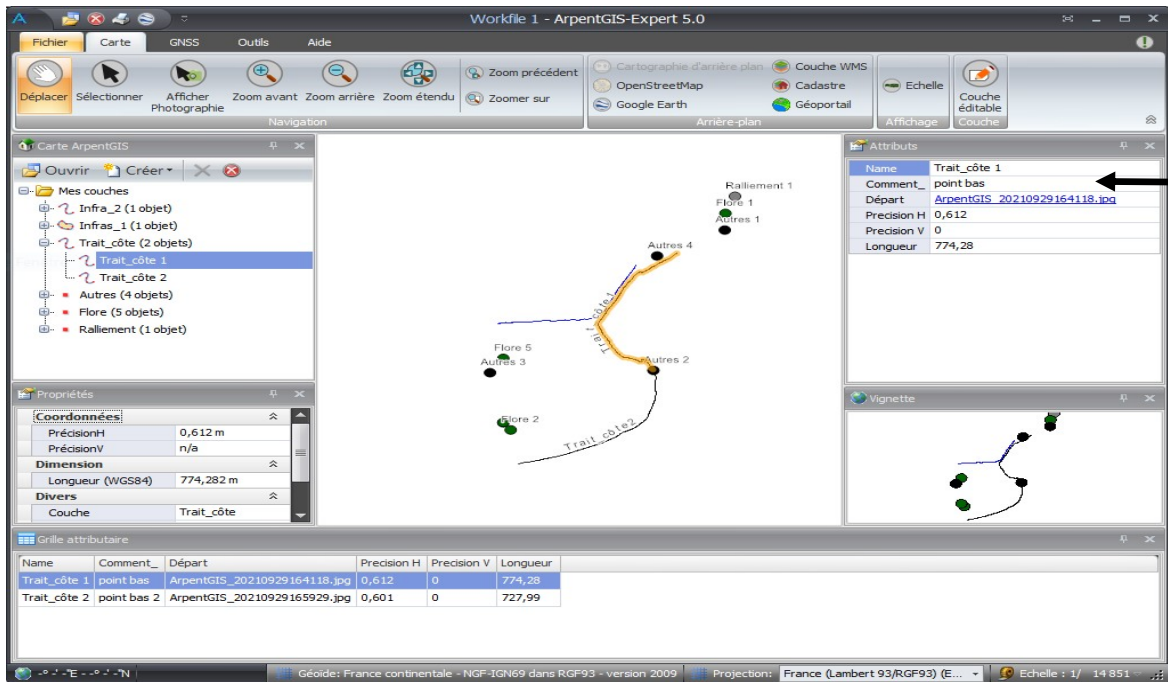 Workfile 1 - ArpentGIS-Expert 5.0
Fichier Carte GNSS Outils Aide
Déplacer Sélectionner Afficher Photographie Zoom avant Zoom arrière Zoom étendu
Zoom précédent
Zoomer sur
Navigation
Cartographie d'arrière plan
OpenStreetMap
Google Earth
Couche WMS
Cadastre
Géoportail
Arrière-plan
Echelle
Affichage
Couche éditable
Couche
Carte ArpentGIS
Ouvrir Créer
Mes couches
Infra_2 (1 objet)
Infras_1 (1 objet)
Trait_côte (2 objets)
Trait_côte 1
Trait_côte 2
Autres (4 objets)
Flore (5 objets)
Ralliement (1 objet)
Propriétés
Coordonnées
PrécisionH 0,612 m
PrécisionV n/a
Dimension
Longueur (WGS84) 774,282 m
Divers
Couche Trait_côte
Ralliement 1
Flore 1
Autres 1
Autres 4
Trait_côte1
Flore 5
Autres 3
Autres 2
Flore 2
Trait_côte2
Attributs
Name Trait_côte 1
Comment_ point bas
Départ ArpentGIS_20210929164118.jpg
Precision H 0,612
Precision V 0
Longueur 774,28
Vignette
Grille attributaire
Name Comment_ Départ Precision H Precision V Longueur
Trait_côte 1 point bas ArpentGIS_20210929164118.jpg 0,612 0 774,28
Trait_côte 2 point bas 2 ArpentGIS_20210929165929.jpg 0,601 0 727,99
-° -' -"E - -° -' -"N Géoide: France continentale - NGF-IGN69 dans RGF93 - version 2009 Projection: France (Lambert 93/RGF93) (E... Echelle : 1/ 14 851